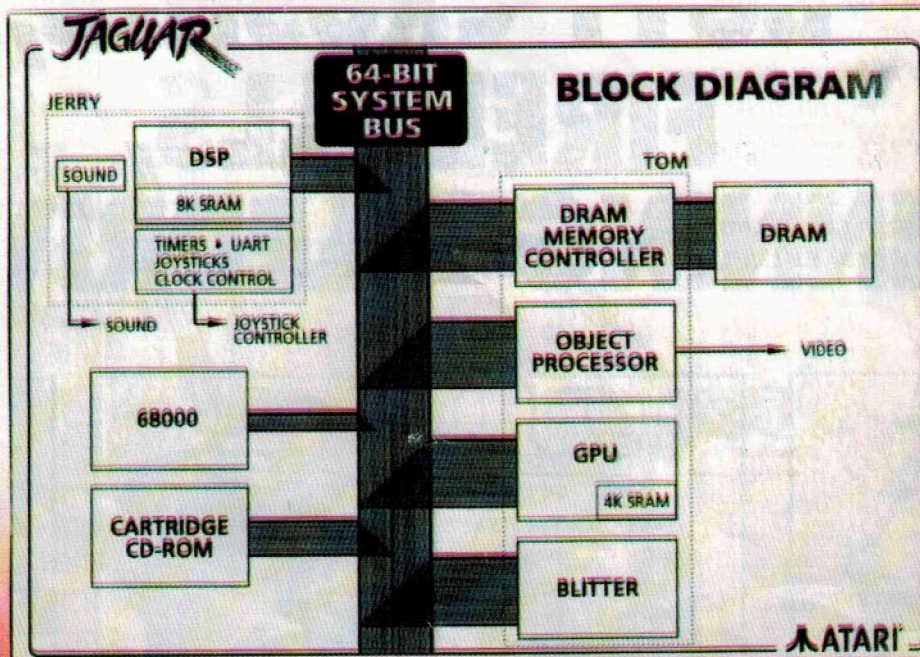 JAGUAR
64-BIT
SYSTEM
BUS
BLOCK DIAGRAM
JERRY
SOUND
DSP
8K SRAM
TIMERS • UART
JOYSTICKS
CLOCK CONTROL
SOUND
JOYSTICK
CONTROLLER
68000
CARTRIDGE
CD-ROM
TOM
DRAM
MEMORY
CONTROLLER
DRAM
OBJECT
PROCESSOR
VIDEO
GPU
4K SRAM
BLITTER
ATARI